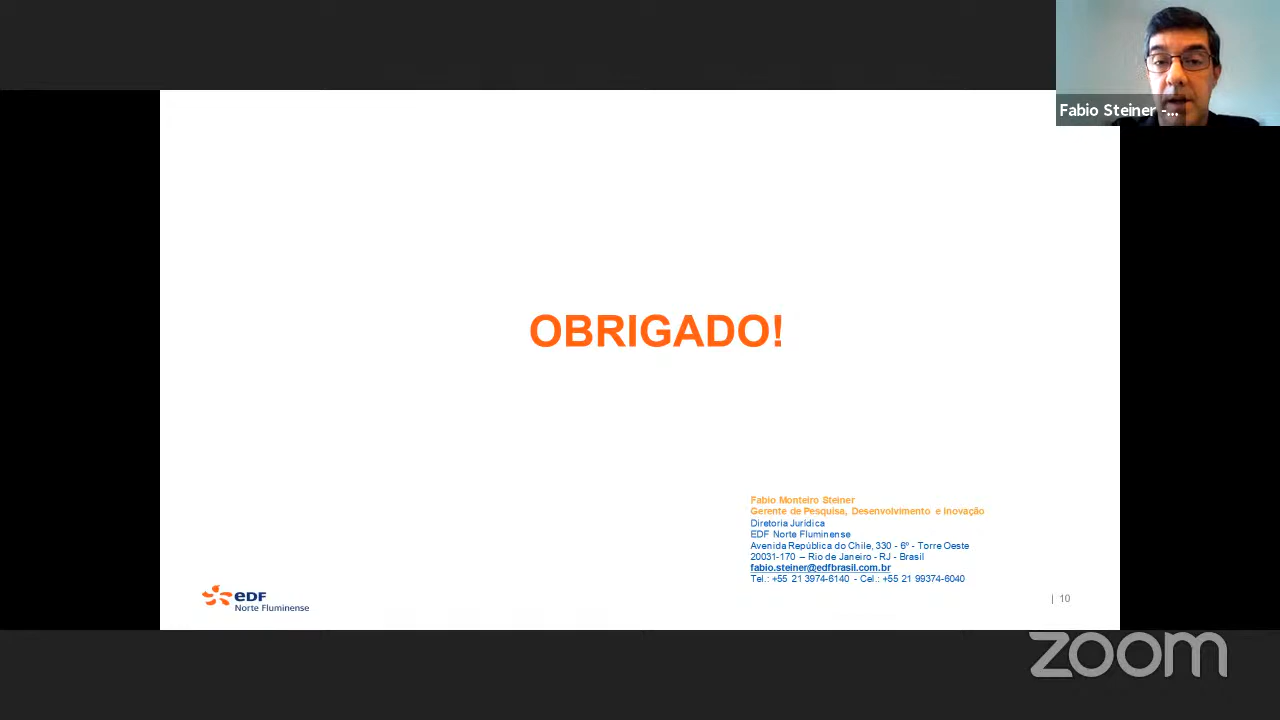 Fabio Steiner -...
OBRIGADO!
Fabio Monteiro Steiner
Gerente de Pesquisa, Desenvolvimento e Inovação
Diretoria Jurídica
EDF Norte Fluminense
Avenida República do Chile, 330 - 6º - Torre Oeste
20031-170 – Rio de Janeiro - RJ - Brasil
fabio.steiner@edfbrasil.com.br
Tel.: +55 21 3974-6140 - Cel.: +55 21 99374-6040
eDF
Norte Fluminense
| 10
zoom